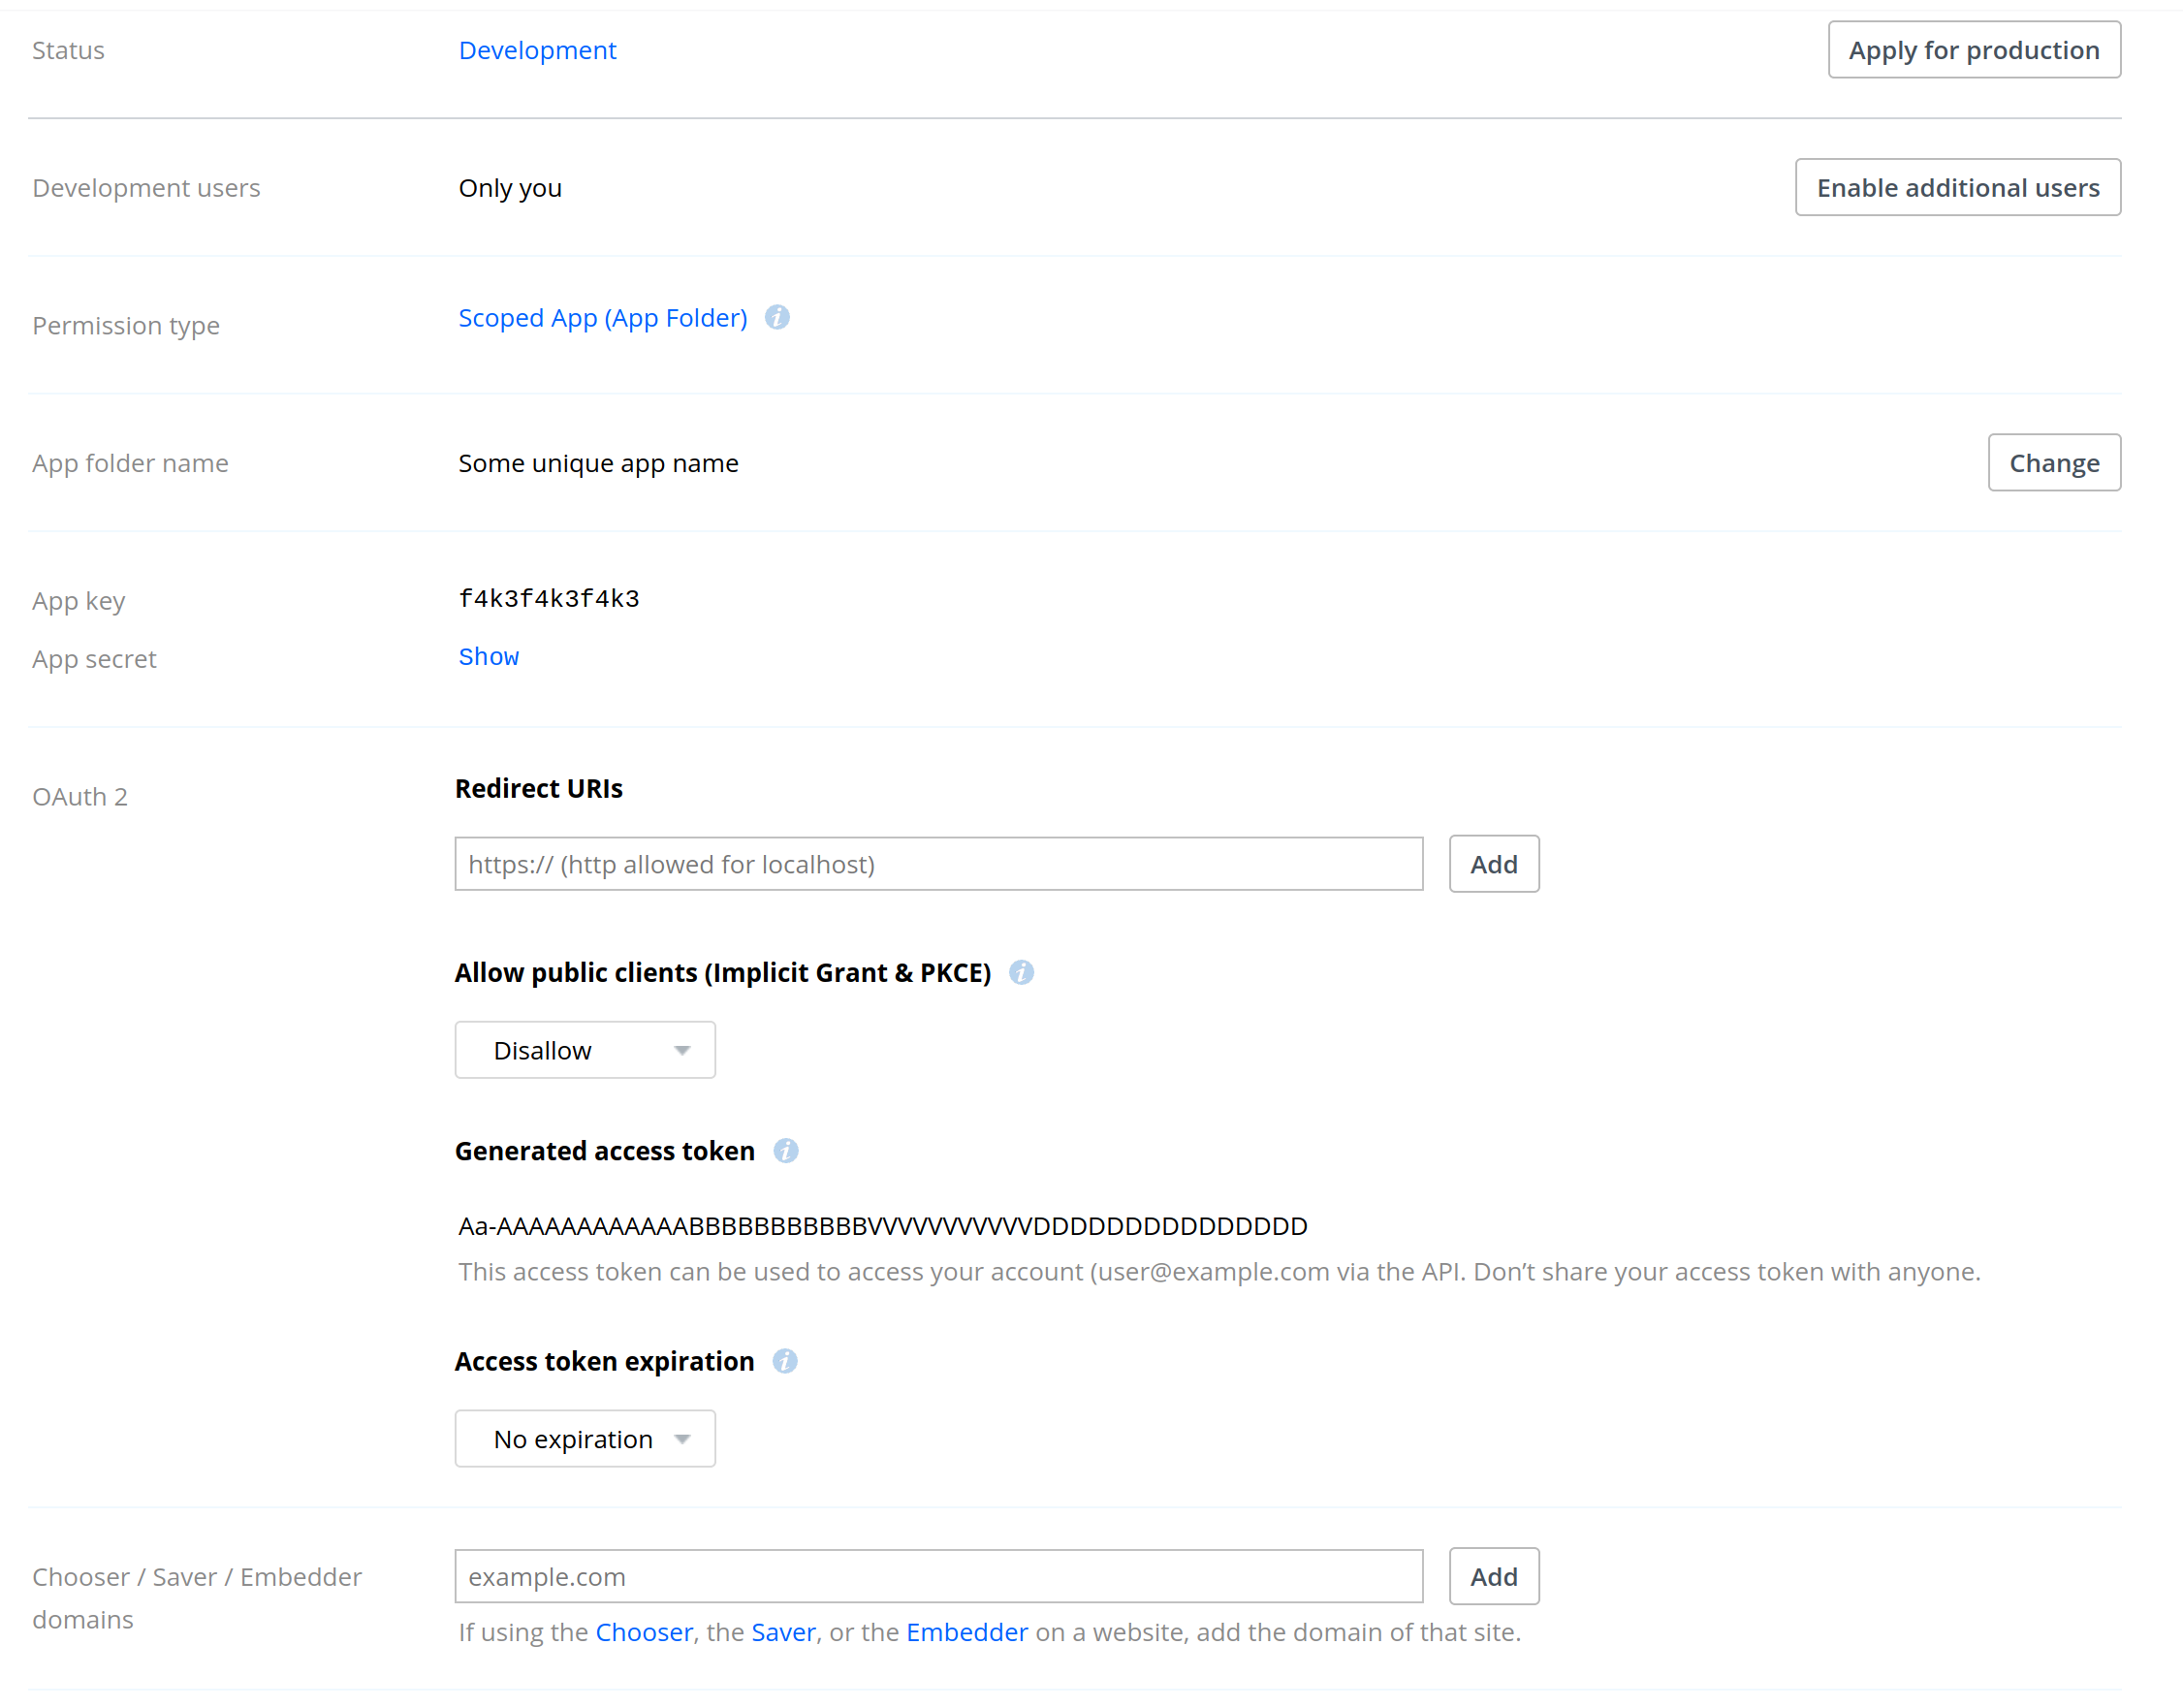 Status
Development
Apply for production
Development users
Only you
Enable additional users
Permission type
Scoped App (App Folder) i
App folder name
Some unique app name
Change
App key
f4k3f4k3f4k3
App secret
Show
OAuth 2
Redirect URIs
https:// (http allowed for localhost)
Add
Allow public clients (Implicit Grant & PKCE) i
Disallow
Generated access token i
Aa-AAAAAAAAAAAABBBBBBBBBBBVVVVVVVVVVVDDDDDDDDDDDDDDD
This access token can be used to access your account (user@example.com via the API. Don’t share your access token with anyone.
Access token expiration i
No expiration
Chooser / Saver / Embedder
domains
example.com
Add
If using the Chooser, the Saver, or the Embedder on a website, add the domain of that site.